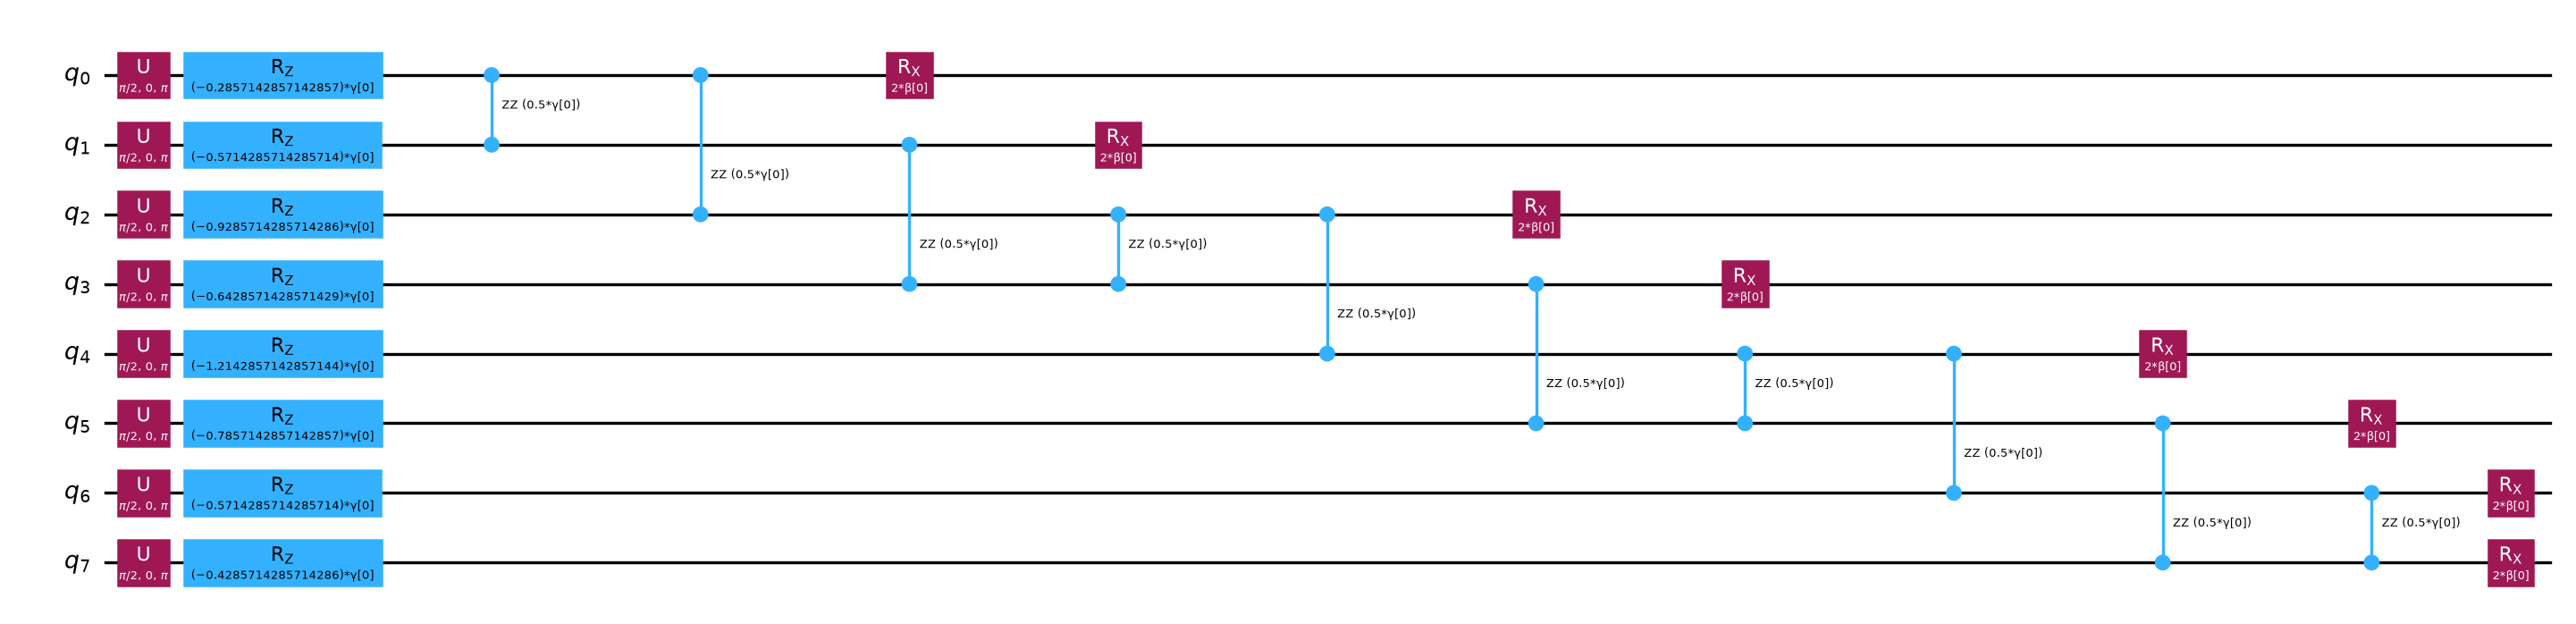 q0 U π/2, 0, π RZ (−0.2857142857142857)*γ[0] RX 2*β[0]
ZZ (0.5*γ[0])
q1 U π/2, 0, π RZ (−0.5714285714285714)*γ[0] RX 2*β[0]
ZZ (0.5*γ[0])
q2 U π/2, 0, π RZ (−0.9285714285714286)*γ[0] RX 2*β[0]
ZZ (0.5*γ[0]) ZZ (0.5*γ[0])
q3 U π/2, 0, π RZ (−0.6428571428571429)*γ[0] RX 2*β[0]
ZZ (0.5*γ[0])
q4 U π/2, 0, π RZ (−1.2142857142857144)*γ[0] RX 2*β[0]
ZZ (0.5*γ[0]) ZZ (0.5*γ[0])
q5 U π/2, 0, π RZ (−0.7857142857142857)*γ[0] RX 2*β[0]
ZZ (0.5*γ[0])
q6 U π/2, 0, π RZ (−0.5714285714285714)*γ[0] RX 2*β[0]
ZZ (0.5*γ[0]) ZZ (0.5*γ[0])
q7 U π/2, 0, π RZ (−0.4285714285714286)*γ[0] RX 2*β[0]